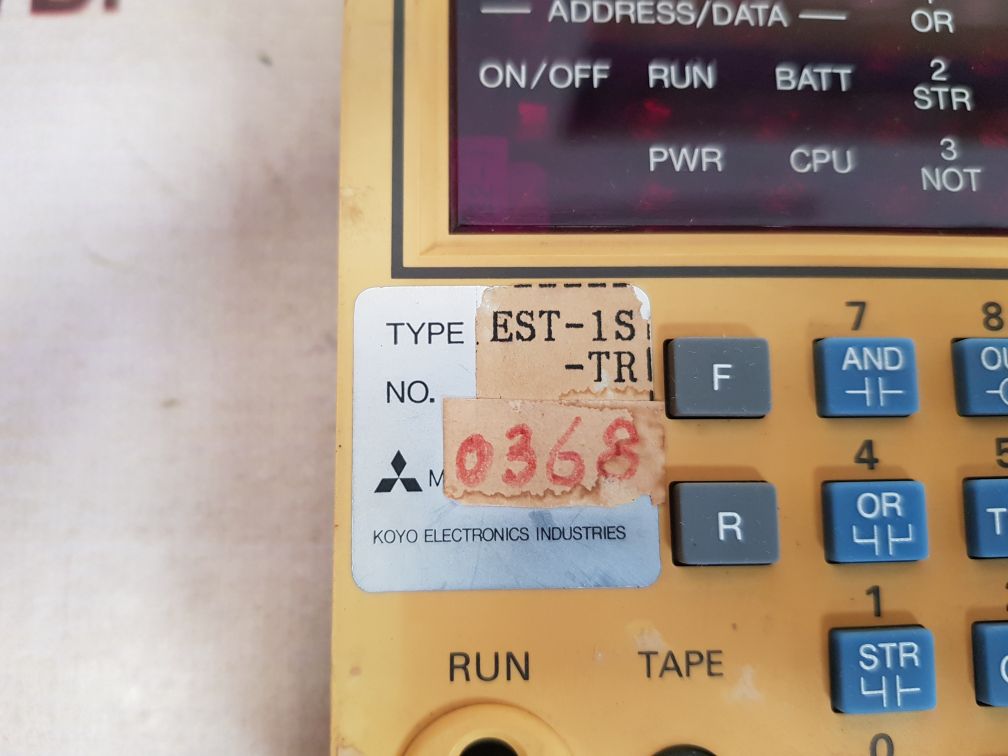 ADDRESS/DATA
OR
ON/OFF RUN BATT 2
STR
PWR CPU 3
NOT
TYPE EST-1S
-TR
NO.
0368
KOYO ELECTRONICS INDUSTRIES
7 8
F AND
4 5
R OR
1
STR
0
RUN TAPE